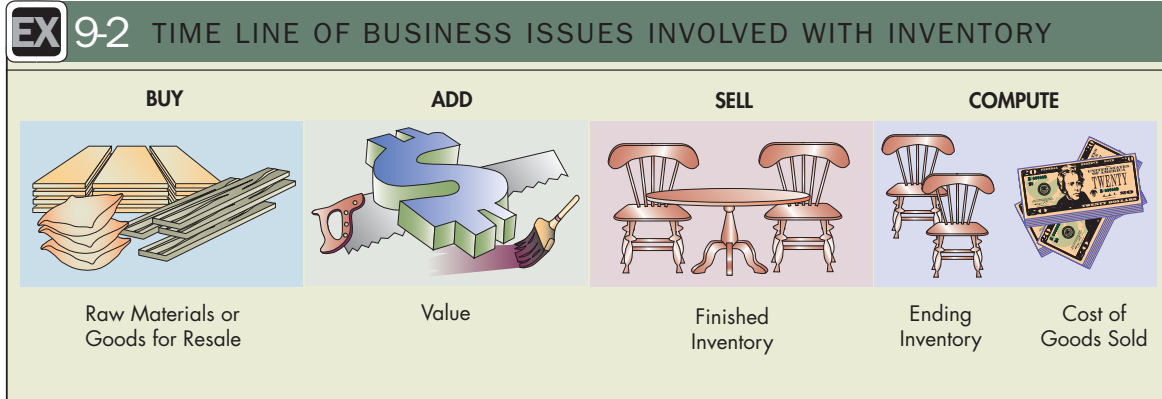 EX 9-2 TIME LINE OF BUSINESS ISSUES INVOLVED WITH INVENTORY
BUY
ADD
SELL
COMPUTE
TWENTY
Raw Materials or
Goods for Resale
Value
Finished
Inventory
Ending
Inventory
Cost of
Goods Sold